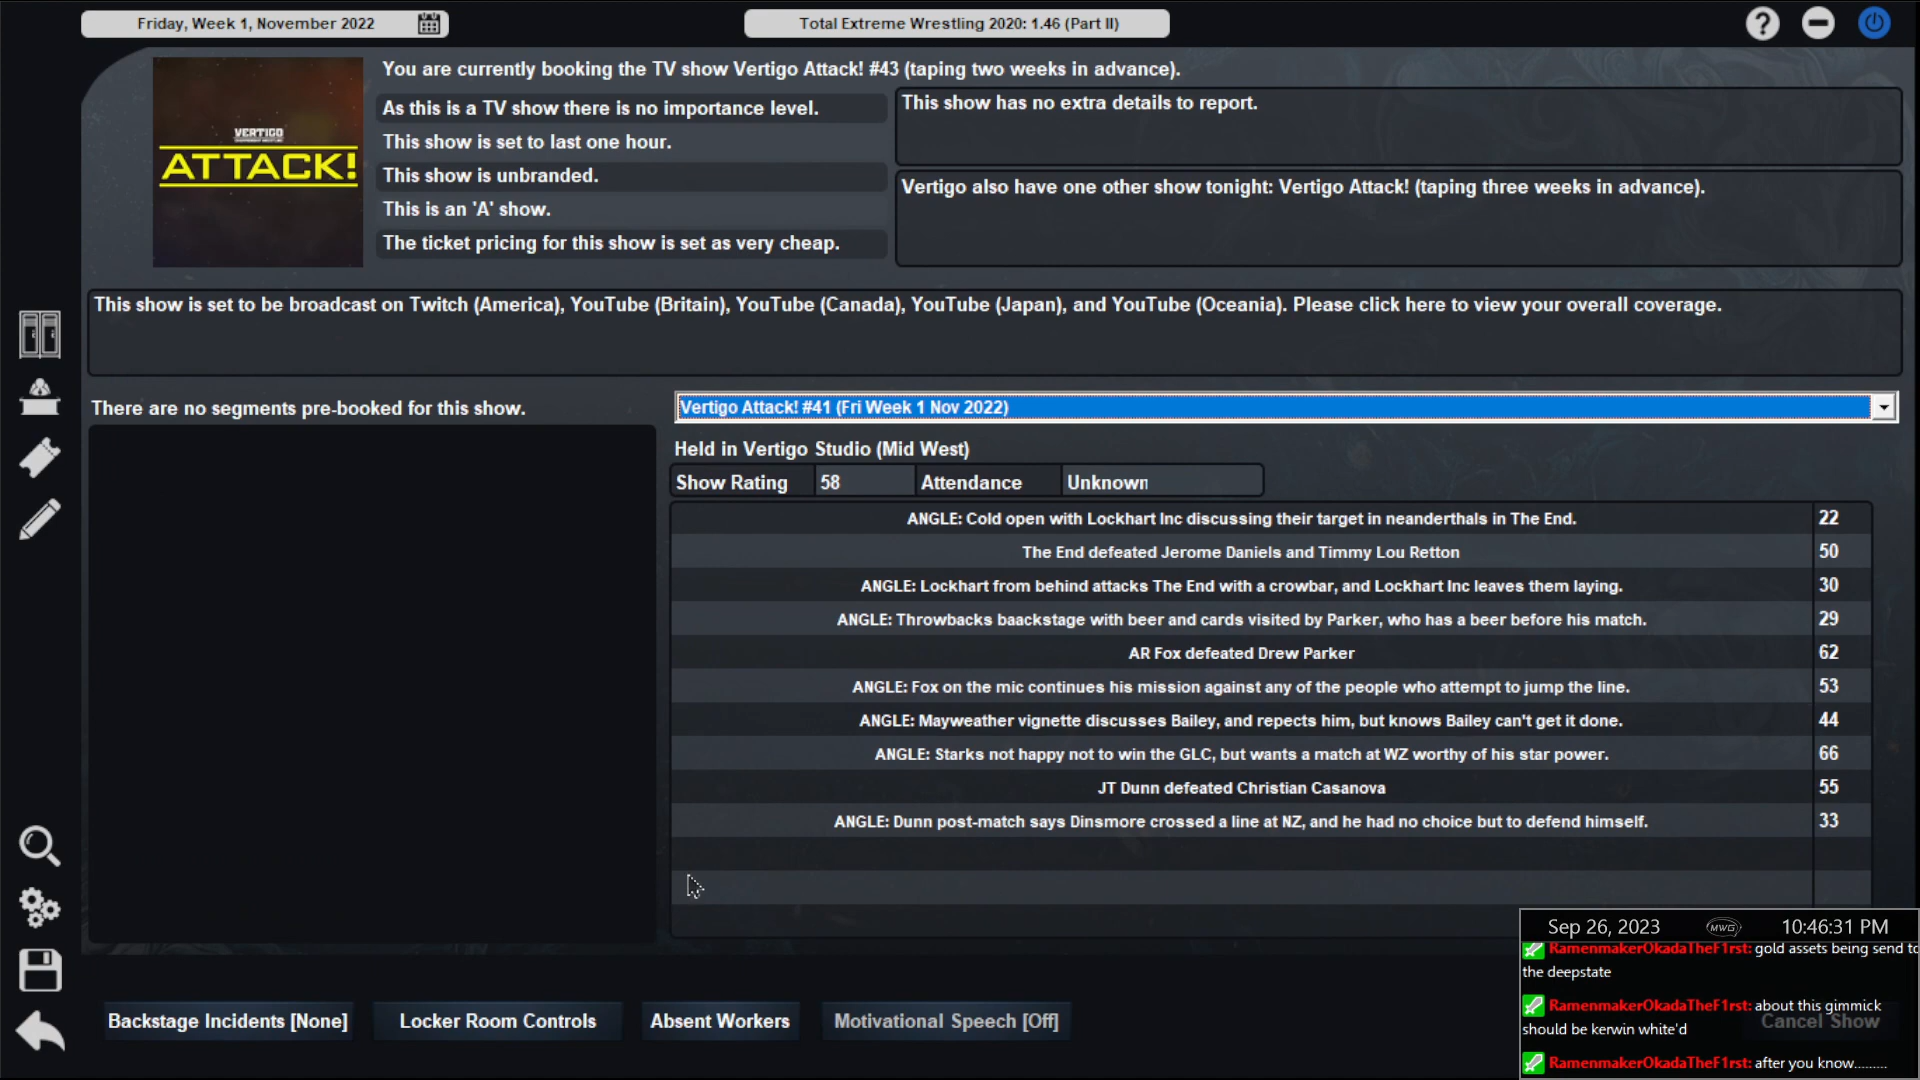 Friday, Week 1, November 2022
Total Extreme Wrestling 2020: 1.46 (Part II)
?
VERTIGO
ATTACK!
You are currently booking the TV show Vertigo Attack! #43 (taping two weeks in advance).
As this is a TV show there is no importance level.
This show is set to last one hour.
This show is unbranded.
This is an 'A' show.
The ticket pricing for this show is set as very cheap.
This show has no extra details to report.
Vertigo also have one other show tonight: Vertigo Attack! (taping three weeks in advance).
This show is set to be broadcast on Twitch (America), YouTube (Britain), YouTube (Canada), YouTube (Japan), and YouTube (Oceania). Please click here to view your overall coverage.
There are no segments pre-booked for this show.
Vertigo Attack! #41 (Fri Week 1 Nov 2022)
Held in Vertigo Studio (Mid West)
Show Rating 58 Attendance Unknown
ANGLE: Cold open with Lockhart Inc discussing their target in neanderthals in The End. 22
The End defeated Jerome Daniels and Timmy Lou Retton 50
ANGLE: Lockhart from behind attacks The End with a crowbar, and Lockhart Inc leaves them laying. 30
ANGLE: Throwbacks baackstage with beer and cards visited by Parker, who has a beer before his match. 29
AR Fox defeated Drew Parker 62
ANGLE: Fox on the mic continues his mission against any of the people who attempt to jump the line. 53
ANGLE: Mayweather vignette discusses Bailey, and repects him, but knows Bailey can't get it done. 44
ANGLE: Starks not happy not to win the GLC, but wants a match at WZ worthy of his star power. 66
JT Dunn defeated Christian Casanova 55
ANGLE: Dunn post-match says Dinsmore crossed a line at NZ, and he had no choice but to defend himself. 33
Backstage Incidents [None]
Locker Room Controls
Absent Workers
Motivational Speech [Off]
Cancel Show
Sep 26, 2023 MWG 10:46:31 PM
RamenmakerOkadaTheF1rst: gold assets being send to
the deepstate
RamenmakerOkadaTheF1rst: about this gimmick
should be kerwin white'd
RamenmakerOkadaTheF1rst: after you know.........